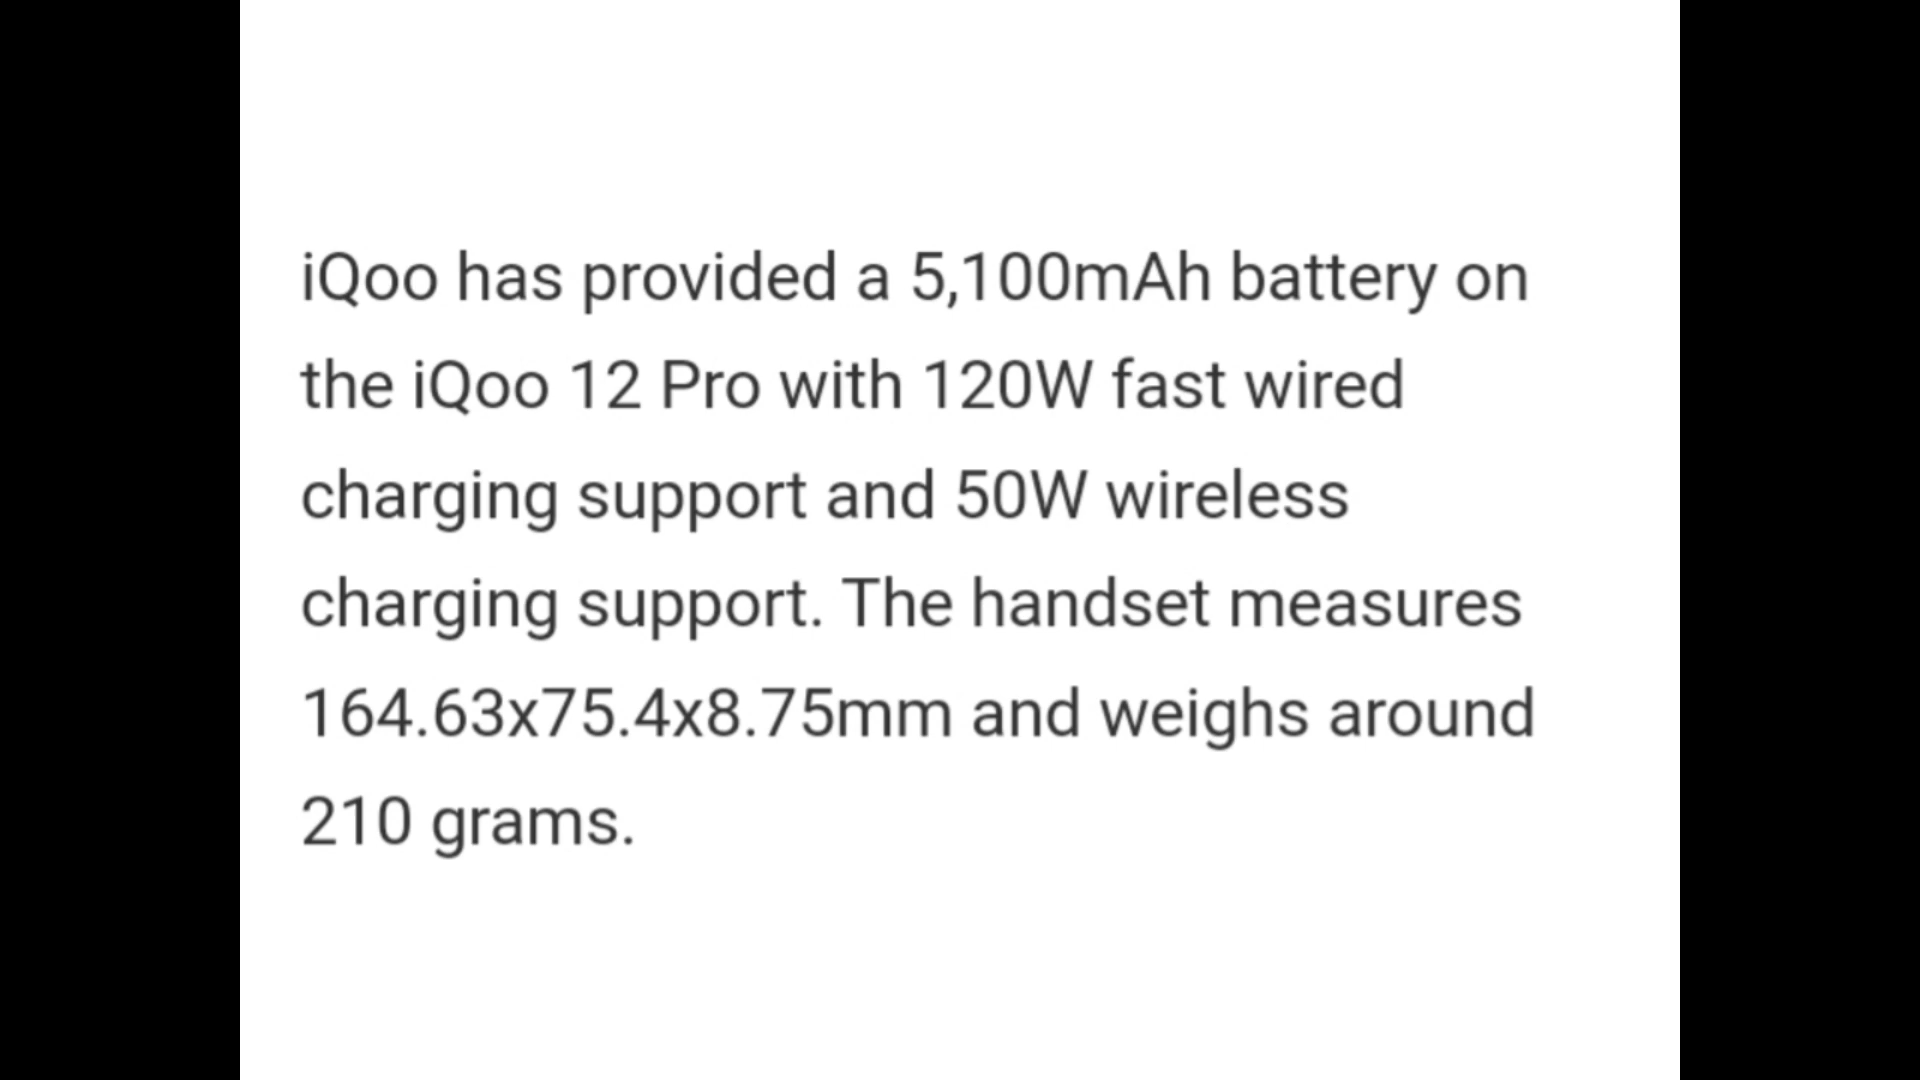 iQoo has provided a 5,100mAh battery on
the iQoo 12 Pro with 120W fast wired
charging support and 50W wireless
charging support. The handset measures
164.63x75.4x8.75mm and weighs around
210 grams.